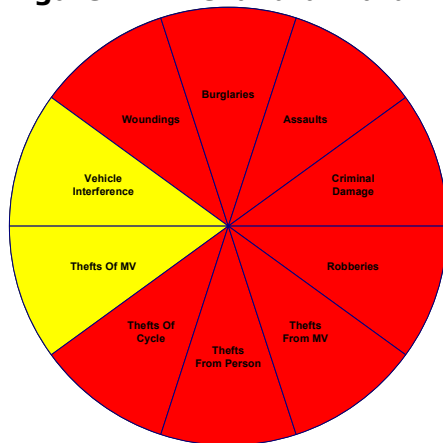 Burglaries
Assaults
Criminal
Damage
Robberies
Thefts
From MV
Thefts
From Person
Thefts Of
Cycle
Thefts Of MV
Vehicle
Interference
Woundings